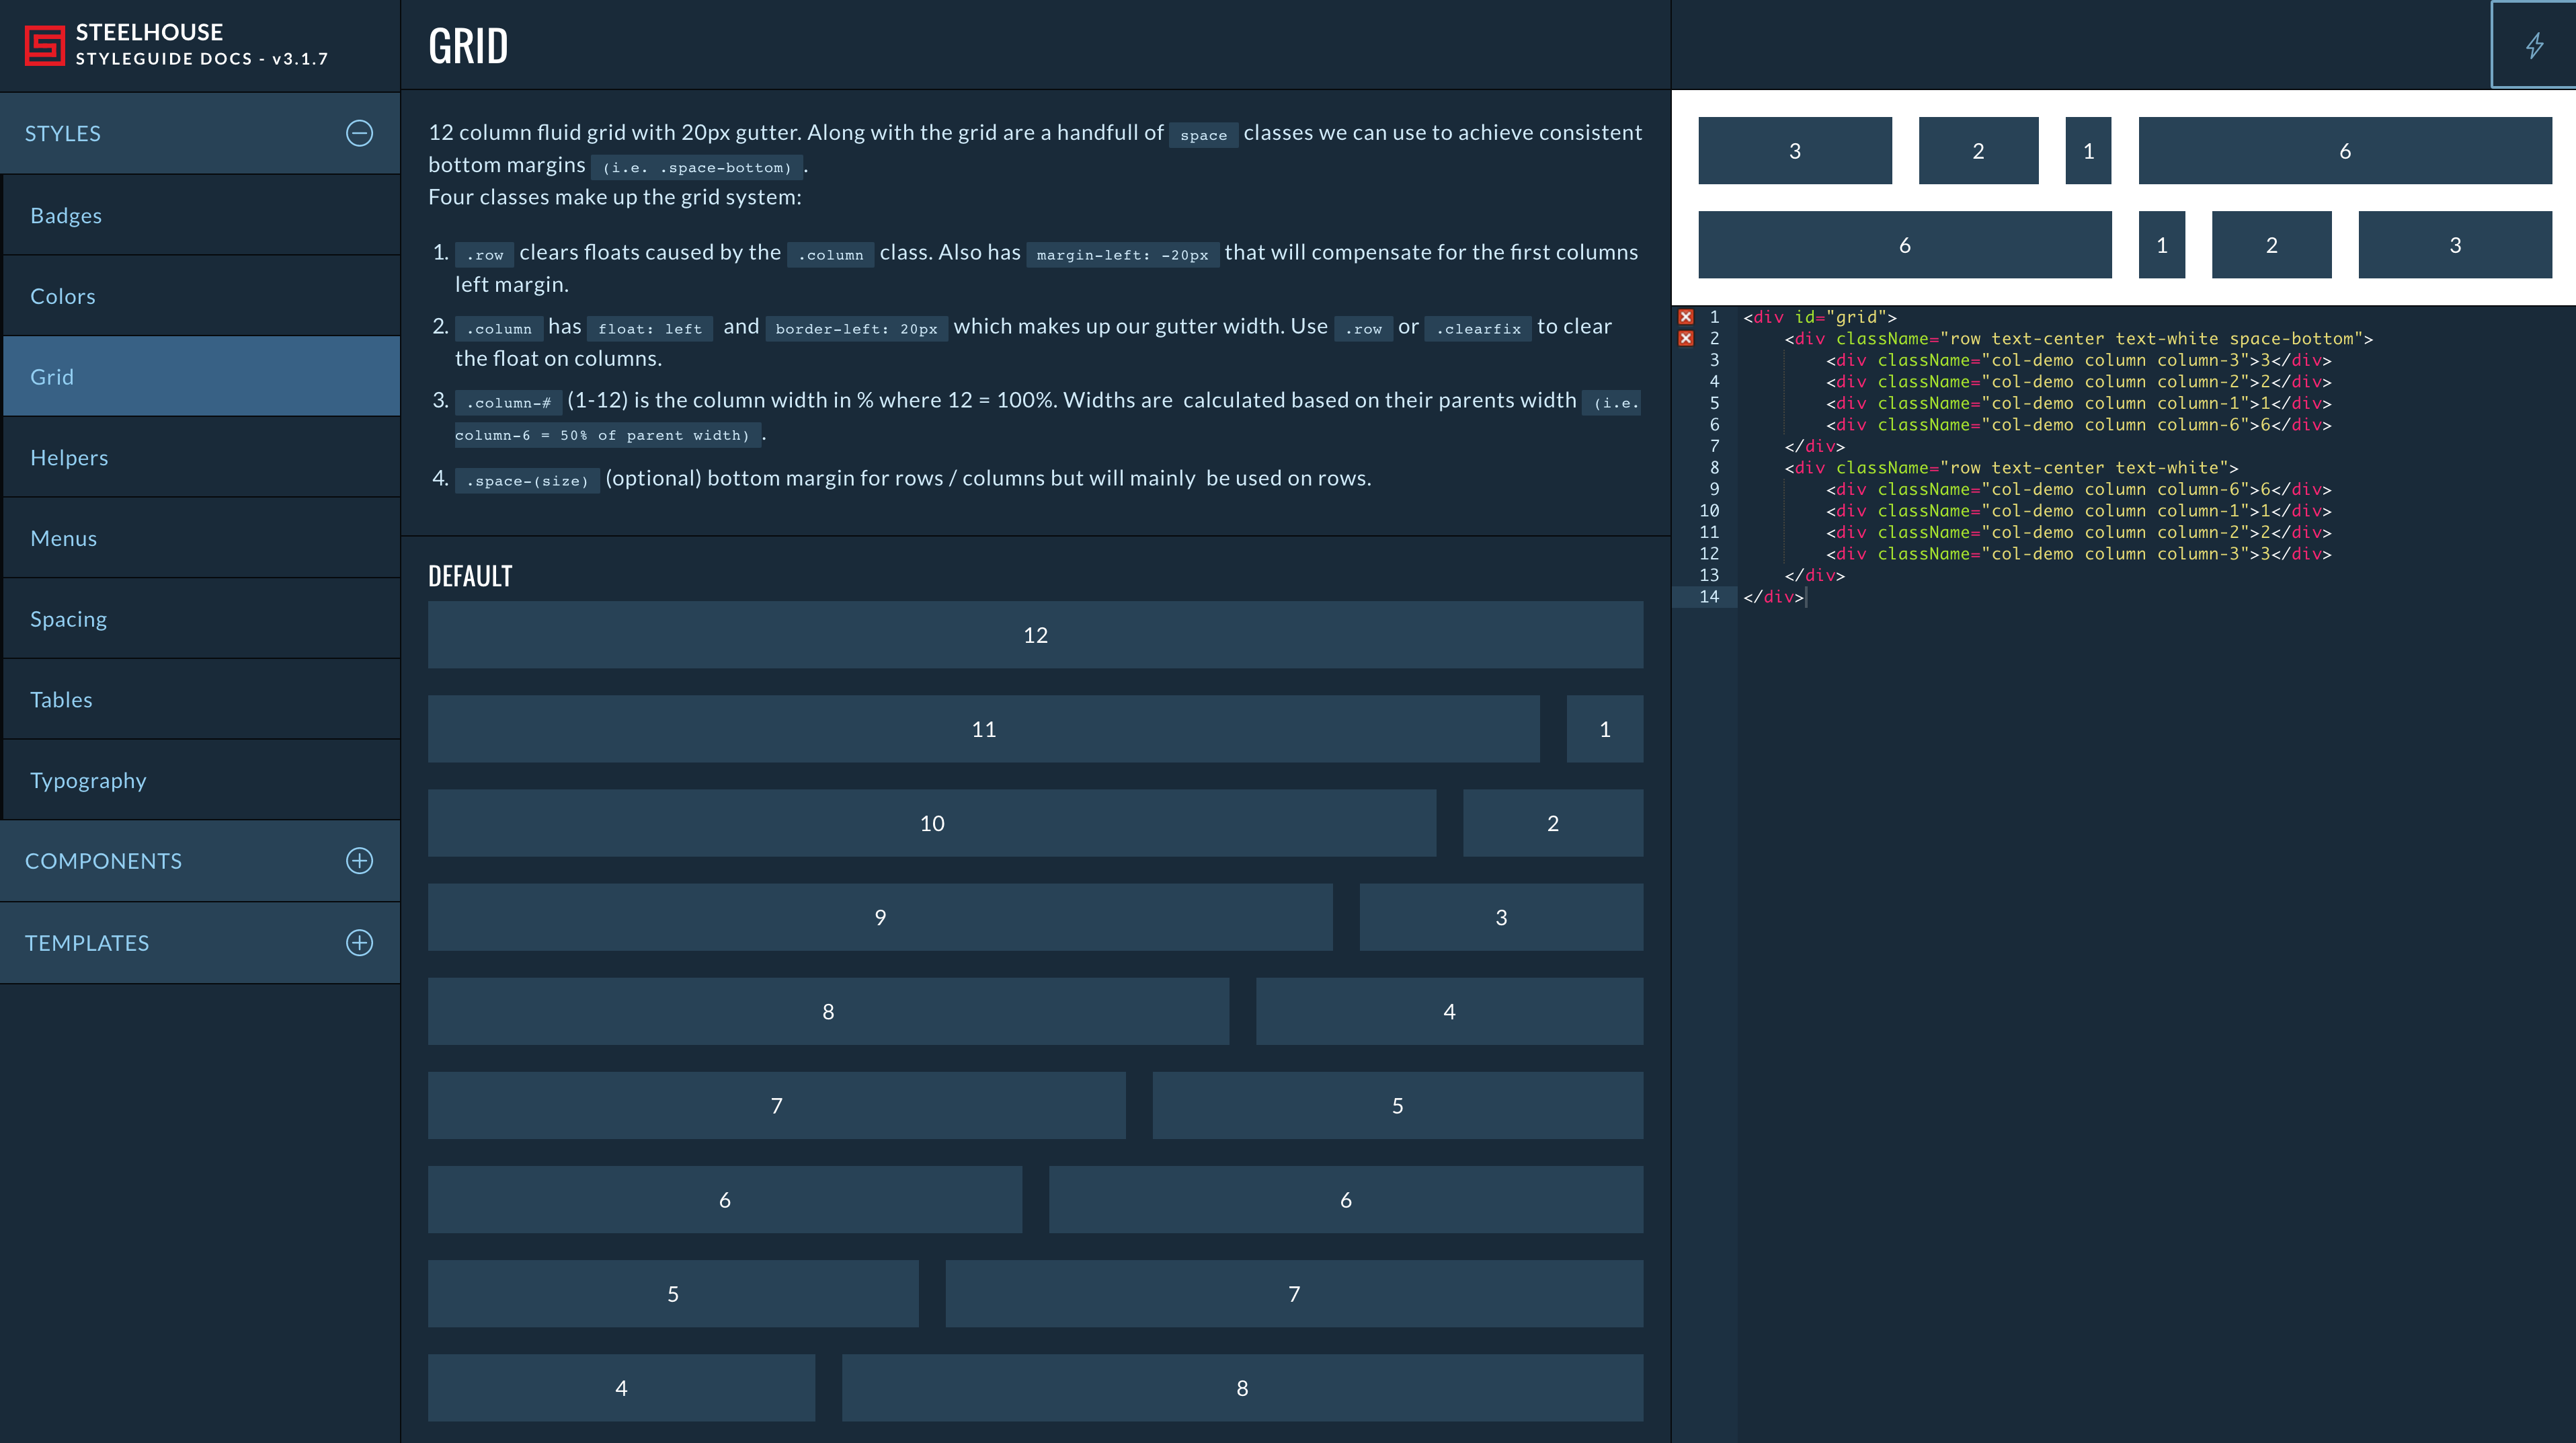 STEELHOUSE
STYLEGUIDE DOCS - v3.1.7
STYLES
Badges
Colors
Grid
Helpers
Menus
Spacing
Tables
Typography
COMPONENTS
TEMPLATES
GRID
12 column fluid grid with 20px gutter. Along with the grid are a handfull of space classes we can use to achieve consistent
bottom margins (i.e. .space-bottom) .
Four classes make up the grid system:
1. .row clears floats caused by the .column class. Also has margin-left: -20px that will compensate for the first columns
left margin.
2. .column has float: left and border-left: 20px which makes up our gutter width. Use .row or .clearfix to clear
the float on columns.
3. .column-# (1-12) is the column width in % where 12 = 100%. Widths are calculated based on their parents width (i.e.
column-6 = 50% of parent width) .
4. .space-(size) (optional) bottom margin for rows / columns but will mainly be used on rows.
DEFAULT
12
11 1
10 2
9 3
8 4
7 5
6 6
5 7
4 8
3 2 1 6
6 1 2 3
1 <div id="grid">
2 <div className="row text-center text-white space-bottom">
3 <div className="col-demo column column-3">3</div>
4 <div className="col-demo column column-2">2</div>
5 <div className="col-demo column column-1">1</div>
6 <div className="col-demo column column-6">6</div>
7 </div>
8 <div className="row text-center text-white">
9 <div className="col-demo column column-6">6</div>
10 <div className="col-demo column column-1">1</div>
11 <div className="col-demo column column-2">2</div>
12 <div className="col-demo column column-3">3</div>
13 </div>
14 </div>